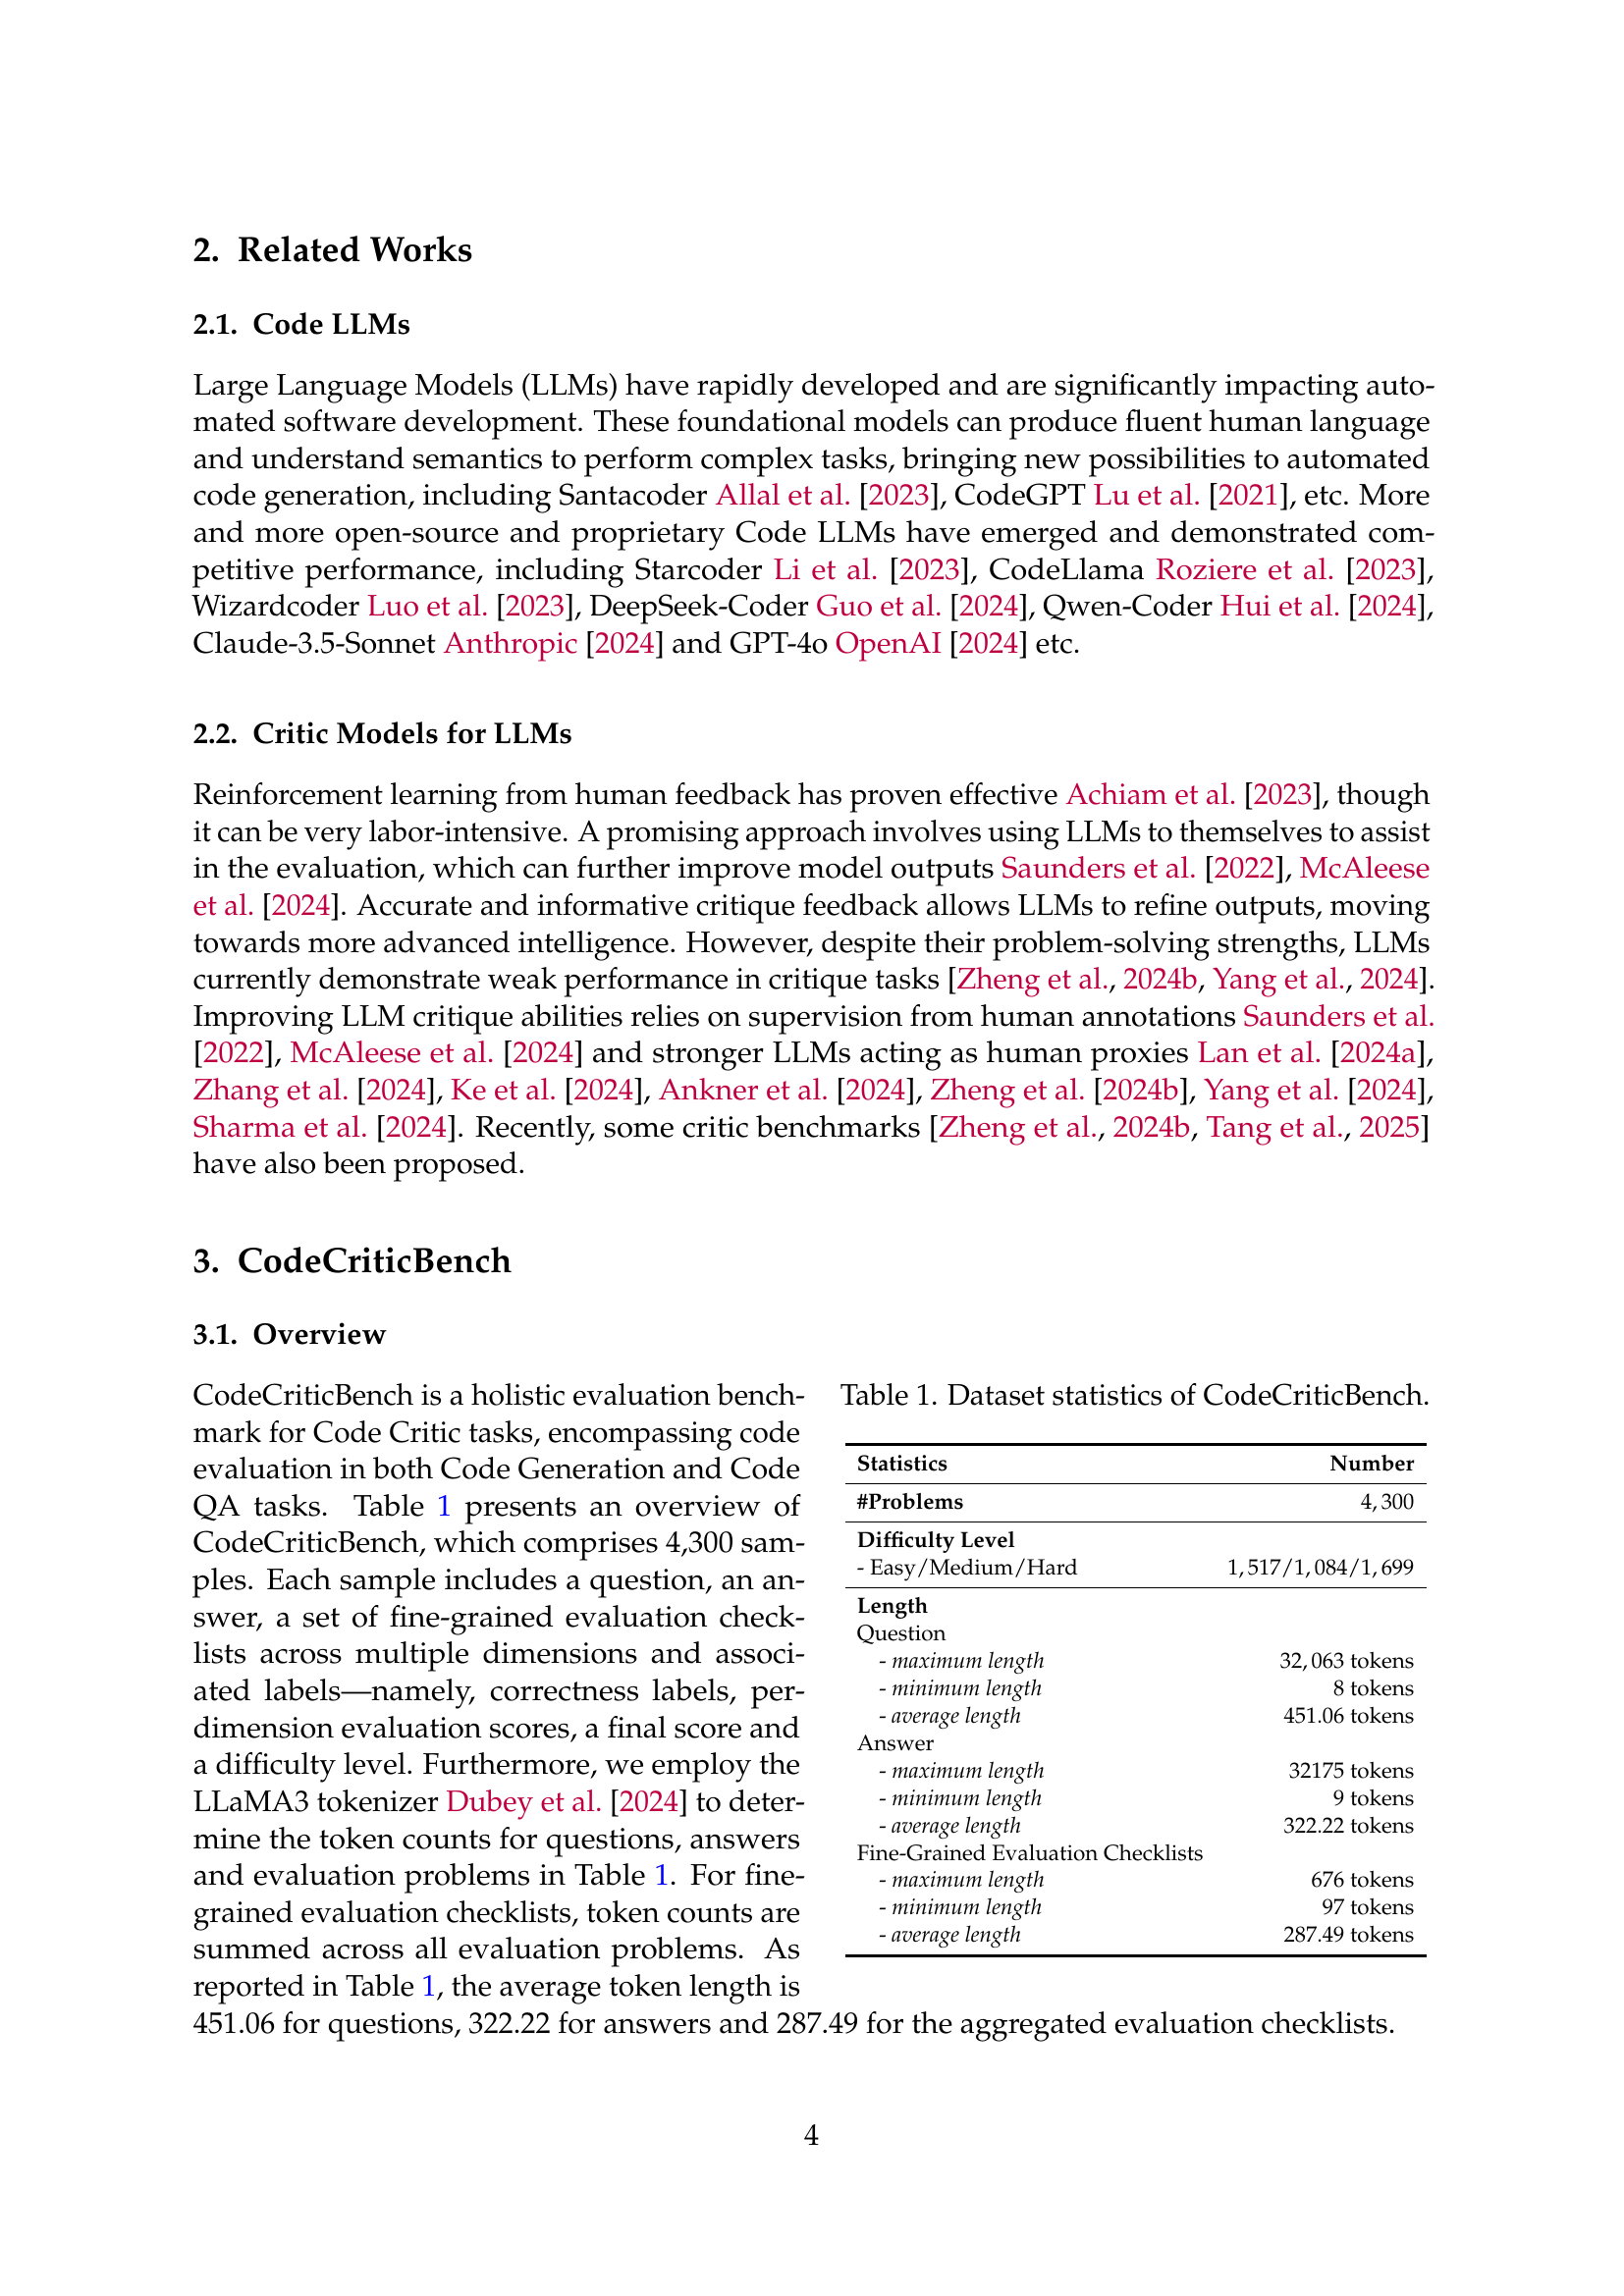 2. Related Works
2.1. Code LLMs
Large Language Models (LLMs) have rapidly developed and are significantly impacting auto-
mated software development. These foundational models can produce fluent human language
and understand semantics to perform complex tasks, bringing new possibilities to automated
code generation, including Santacoder Allal et al. [2023], CodeGPT Lu et al. [2021], etc. More
and more open-source and proprietary Code LLMs have emerged and demonstrated com-
petitive performance, including Starcoder Li et al. [2023], CodeLlama Roziere et al. [2023],
Wizardcoder Luo et al. [2023], DeepSeek-Coder Guo et al. [2024], Qwen-Coder Hui et al. [2024],
Claude-3.5-Sonnet Anthropic [2024] and GPT-4o OpenAI [2024] etc.
2.2. Critic Models for LLMs
Reinforcement learning from human feedback has proven effective Achiam et al. [2023], though
it can be very labor-intensive. A promising approach involves using LLMs to themselves to assist
in the evaluation, which can further improve model outputs Saunders et al. [2022], McAleese
et al. [2024]. Accurate and informative critique feedback allows LLMs to refine outputs, moving
towards more advanced intelligence. However, despite their problem-solving strengths, LLMs
currently demonstrate weak performance in critique tasks [Zheng et al., 2024b, Yang et al., 2024].
Improving LLM critique abilities relies on supervision from human annotations Saunders et al.
[2022], McAleese et al. [2024] and stronger LLMs acting as human proxies Lan et al. [2024a],
Zhang et al. [2024], Ke et al. [2024], Ankner et al. [2024], Zheng et al. [2024b], Yang et al. [2024],
Sharma et al. [2024]. Recently, some critic benchmarks [Zheng et al., 2024b, Tang et al., 2025]
have also been proposed.
3. CodeCriticBench
3.1. Overview
CodeCriticBench is a holistic evaluation bench-
mark for Code Critic tasks, encompassing code
evaluation in both Code Generation and Code
QA tasks. Table 1 presents an overview of
CodeCriticBench, which comprises 4,300 sam-
ples. Each sample includes a question, an an-
swer, a set of fine-grained evaluation check-
lists across multiple dimensions and associ-
ated labels—namely, correctness labels, per-
dimension evaluation scores, a final score and
a difficulty level. Furthermore, we employ the
LLaMA3 tokenizer Dubey et al. [2024] to deter-
mine the token counts for questions, answers
and evaluation problems in Table 1. For fine-
grained evaluation checklists, token counts are
summed across all evaluation problems. As
reported in Table 1, the average token length is
451.06 for questions, 322.22 for answers and 287.49 for the aggregated evaluation checklists.
Table 1. Dataset statistics of CodeCriticBench.
Statistics Number
#Problems 4,300
Difficulty Level
- Easy/Medium/Hard 1,517/1,084/1,699
Length
Question
- maximum length 32,063 tokens
- minimum length 8 tokens
- average length 451.06 tokens
Answer
- maximum length 32175 tokens
- minimum length 9 tokens
- average length 322.22 tokens
Fine-Grained Evaluation Checklists
- maximum length 676 tokens
- minimum length 97 tokens
- average length 287.49 tokens
4